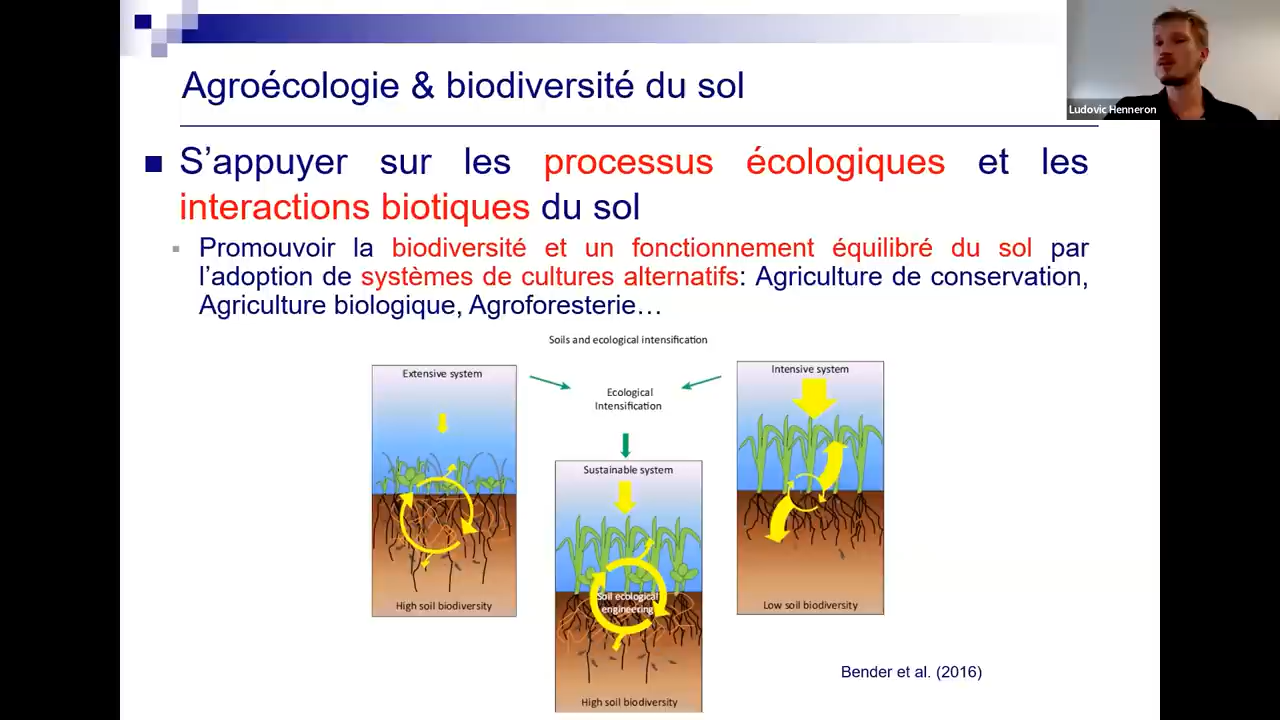 Ludovic Henneron
Agroécologie & biodiversité du sol
S’appuyer sur les processus écologiques et les
interactions biotiques du sol
Promouvoir la biodiversité et un fonctionnement équilibré du sol par
l’adoption de systèmes de cultures alternatifs: Agriculture de conservation,
Agriculture biologique, Agroforesterie…
Soils and ecological intensification
Extensive system
High soil biodiversity
Ecological
Intensification
Sustainable system
Soil ecological
engineering
High soil biodiversity
Intensive system
Low soil biodiversity
Bender et al. (2016)